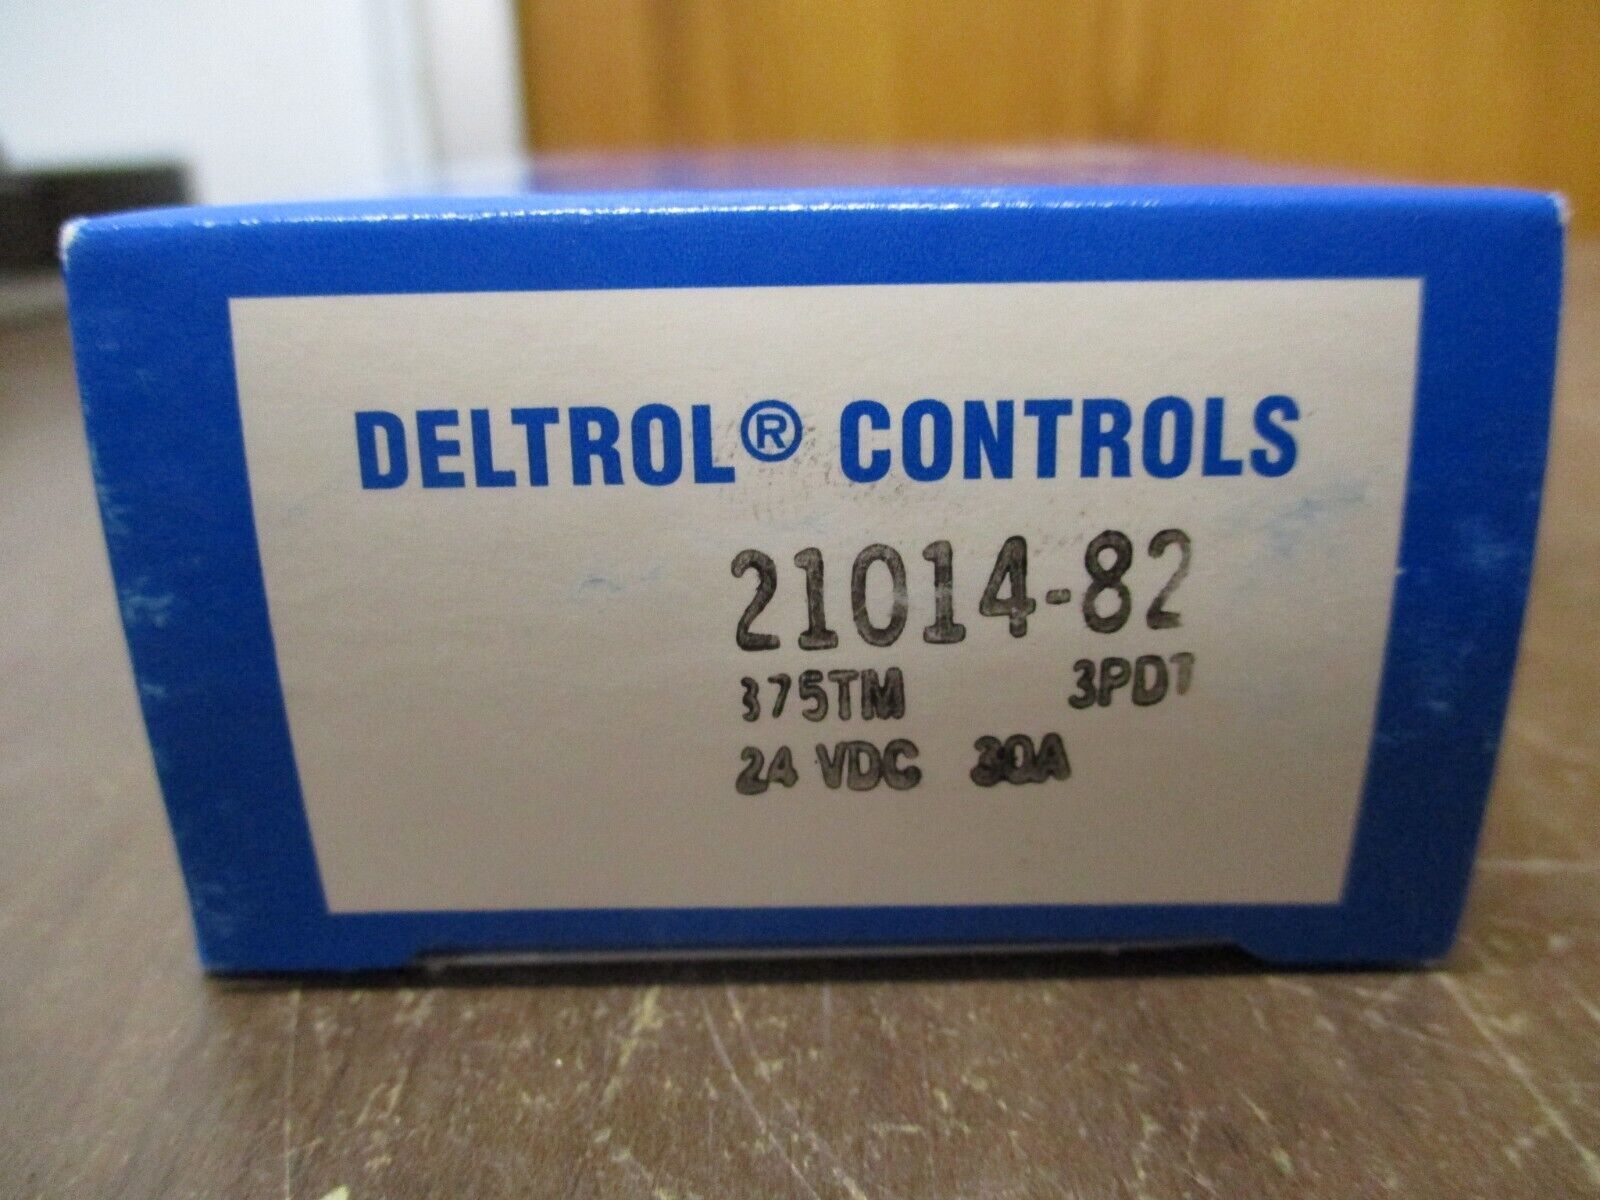 DELTROL® CONTROLS
21014-82
375TM 3PDT
24 VDC 30A